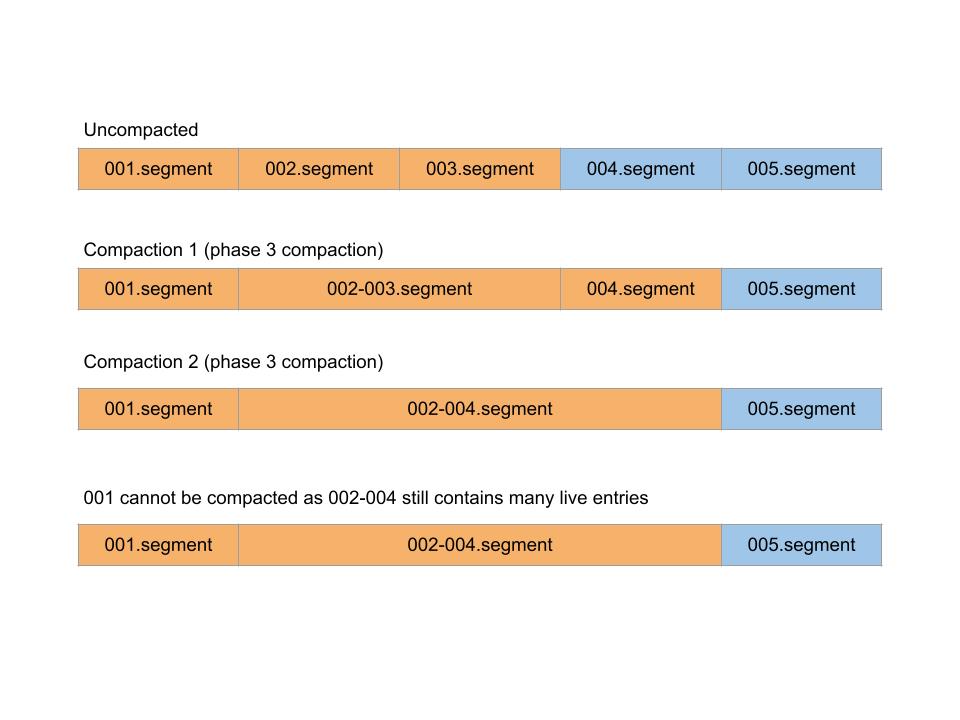 Uncompacted
001.segment 002.segment 003.segment 004.segment 005.segment
Compaction 1 (phase 3 compaction)
001.segment 002-003.segment 004.segment 005.segment
Compaction 2 (phase 3 compaction)
001.segment 002-004.segment 005.segment
001 cannot be compacted as 002-004 still contains many live entries
001.segment 002-004.segment 005.segment